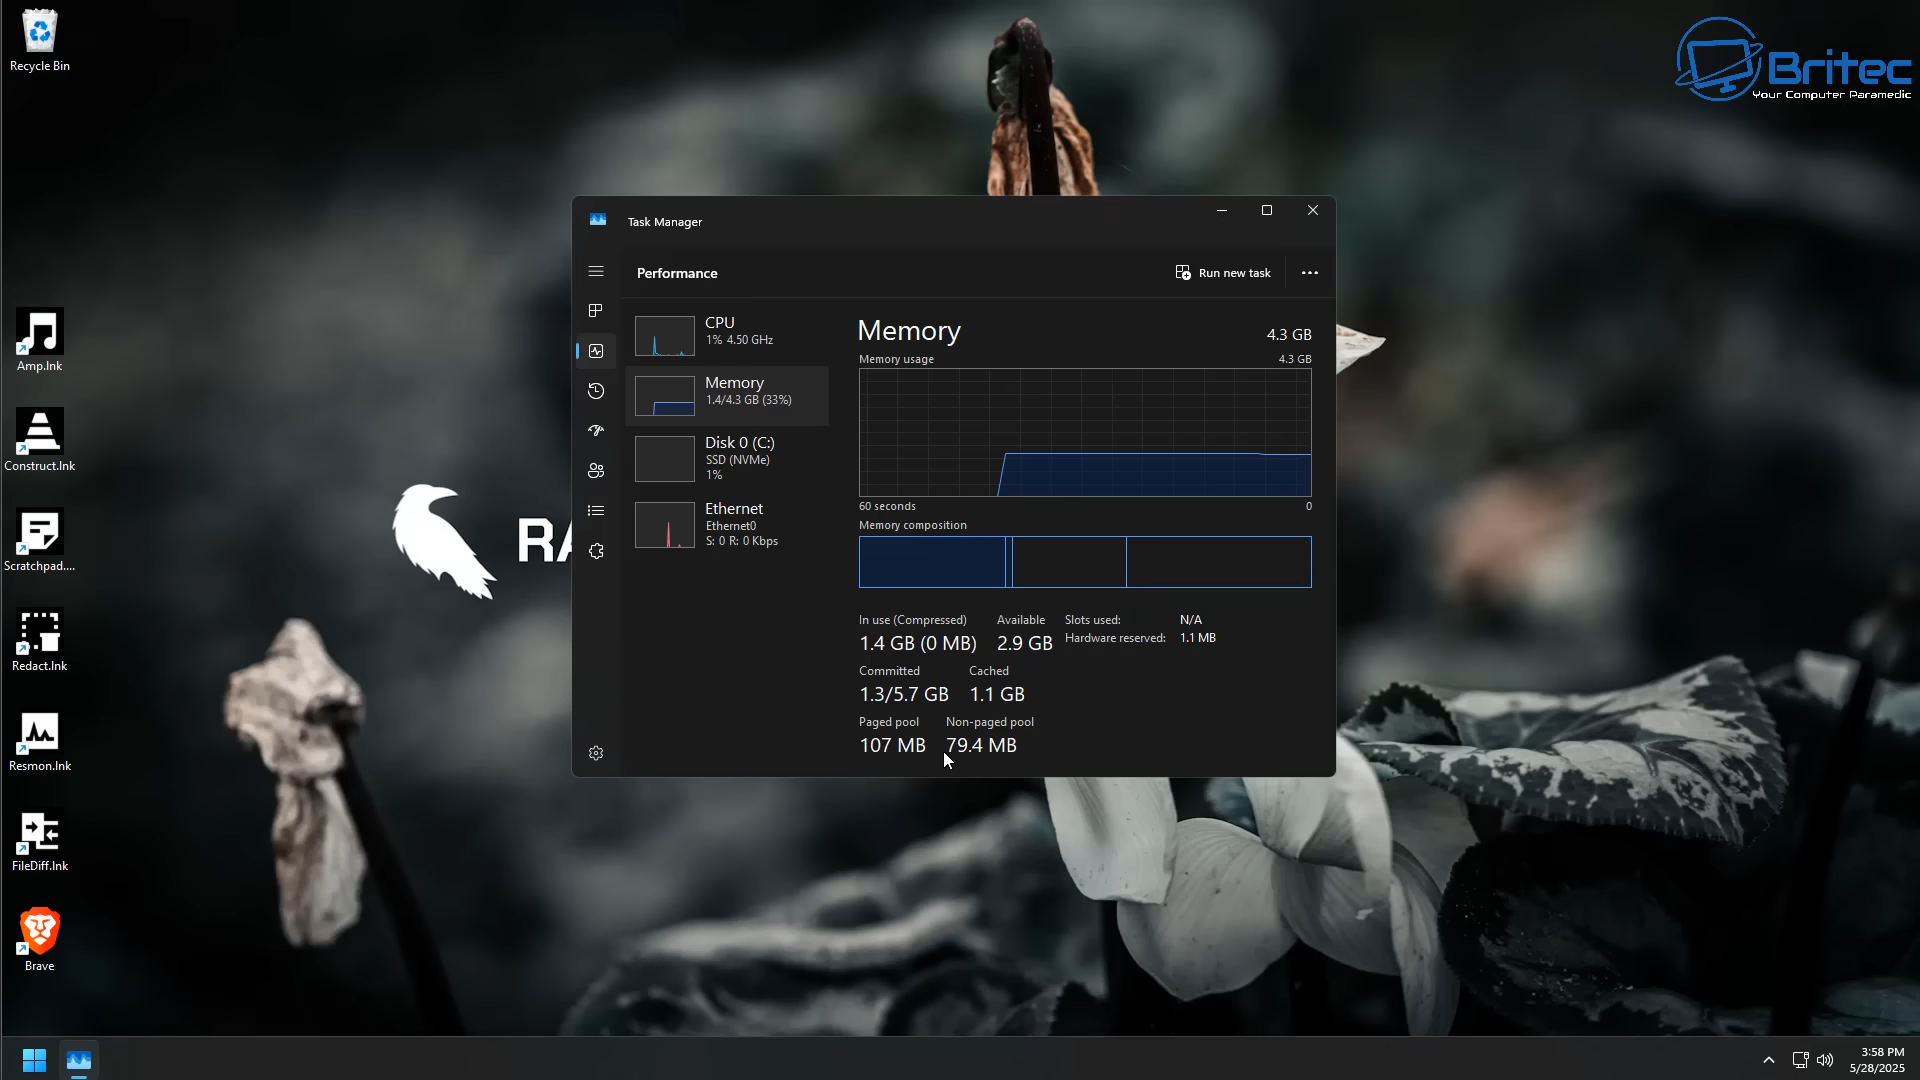 Recycle Bin
Britec
Your Computer Paramedic
Task Manager
Performance
Run new task
CPU
1% 4.50 GHz
Memory
1.4/4.3 GB (33%)
Disk 0 (C:)
SSD (NVMe)
1%
Ethernet
Ethernet0
S: 0 R: 0 Kbps
Memory
4.3 GB
Memory usage
4.3 GB
60 seconds
0
Memory composition
In use (Compressed)
1.4 GB (0 MB)
Available
2.9 GB
Slots used:
N/A
Hardware reserved:
1.1 MB
Committed
1.3/5.7 GB
Cached
1.1 GB
Paged pool
107 MB
Non-paged pool
79.4 MB
Amp.lnk
Construct.lnk
Scratchpad....
Redact.lnk
Resmon.lnk
FileDiff.lnk
Brave
RA
3:58 PM
5/28/2025